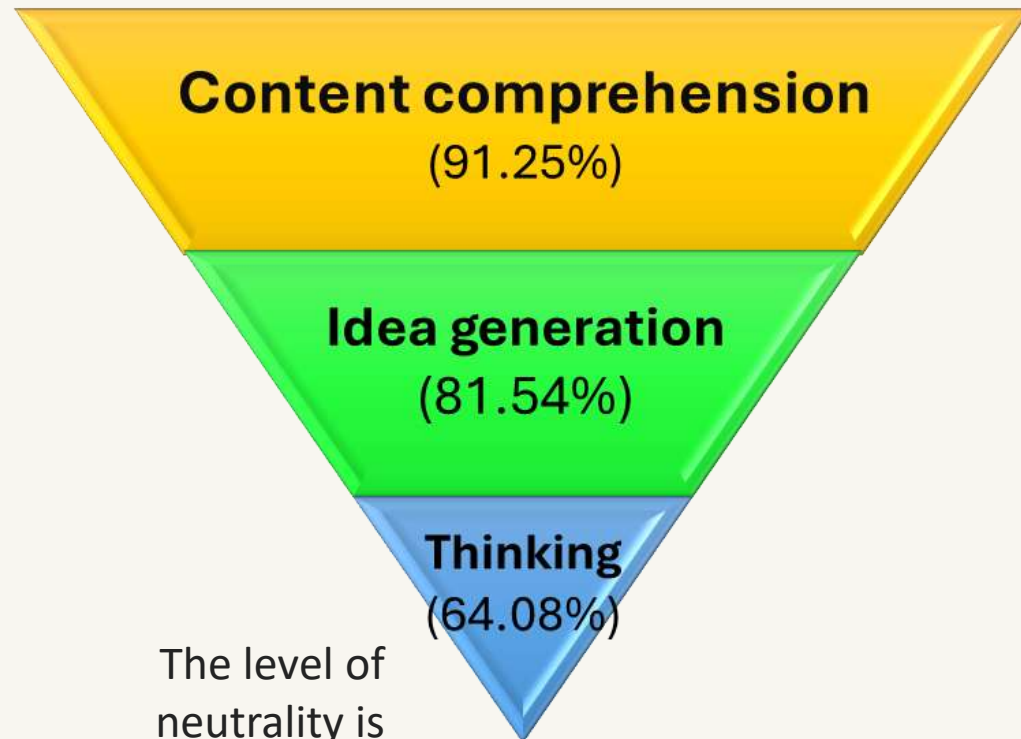 Content comprehension
(91.25%)
Idea generation
(81.54%)
Thinking
(64.08%)
The level of
neutrality is